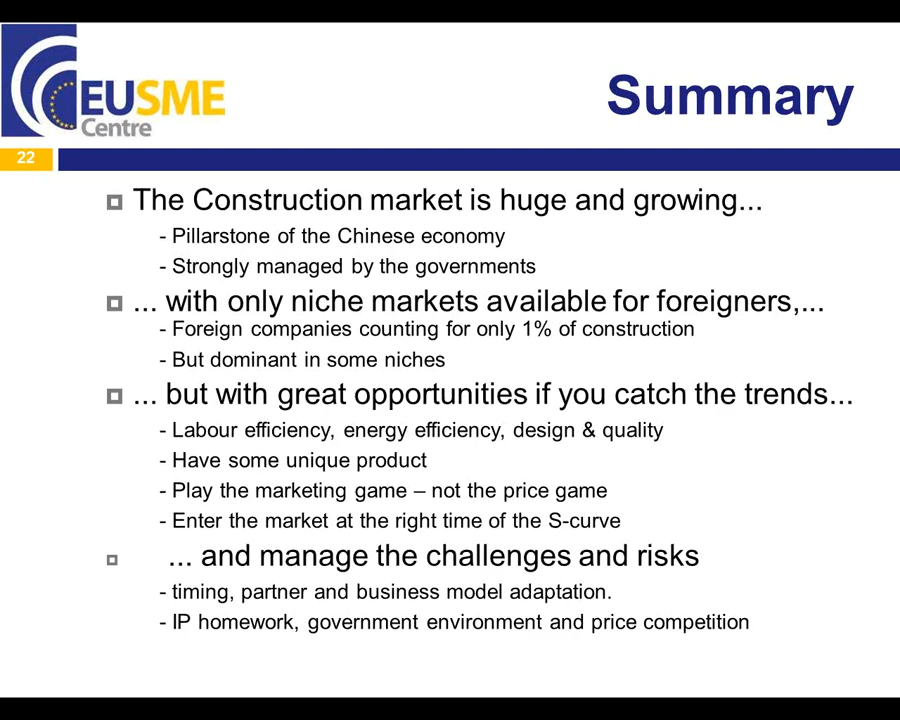 EUSME
Centre
Summary
22
The Construction market is huge and growing...
- Pillarstone of the Chinese economy
- Strongly managed by the governments
... with only niche markets available for foreigners,...
- Foreign companies counting for only 1% of construction
- But dominant in some niches
... but with great opportunities if you catch the trends...
- Labour efficiency, energy efficiency, design & quality
- Have some unique product
- Play the marketing game – not the price game
- Enter the market at the right time of the S-curve
... and manage the challenges and risks
- timing, partner and business model adaptation.
- IP homework, government environment and price competition